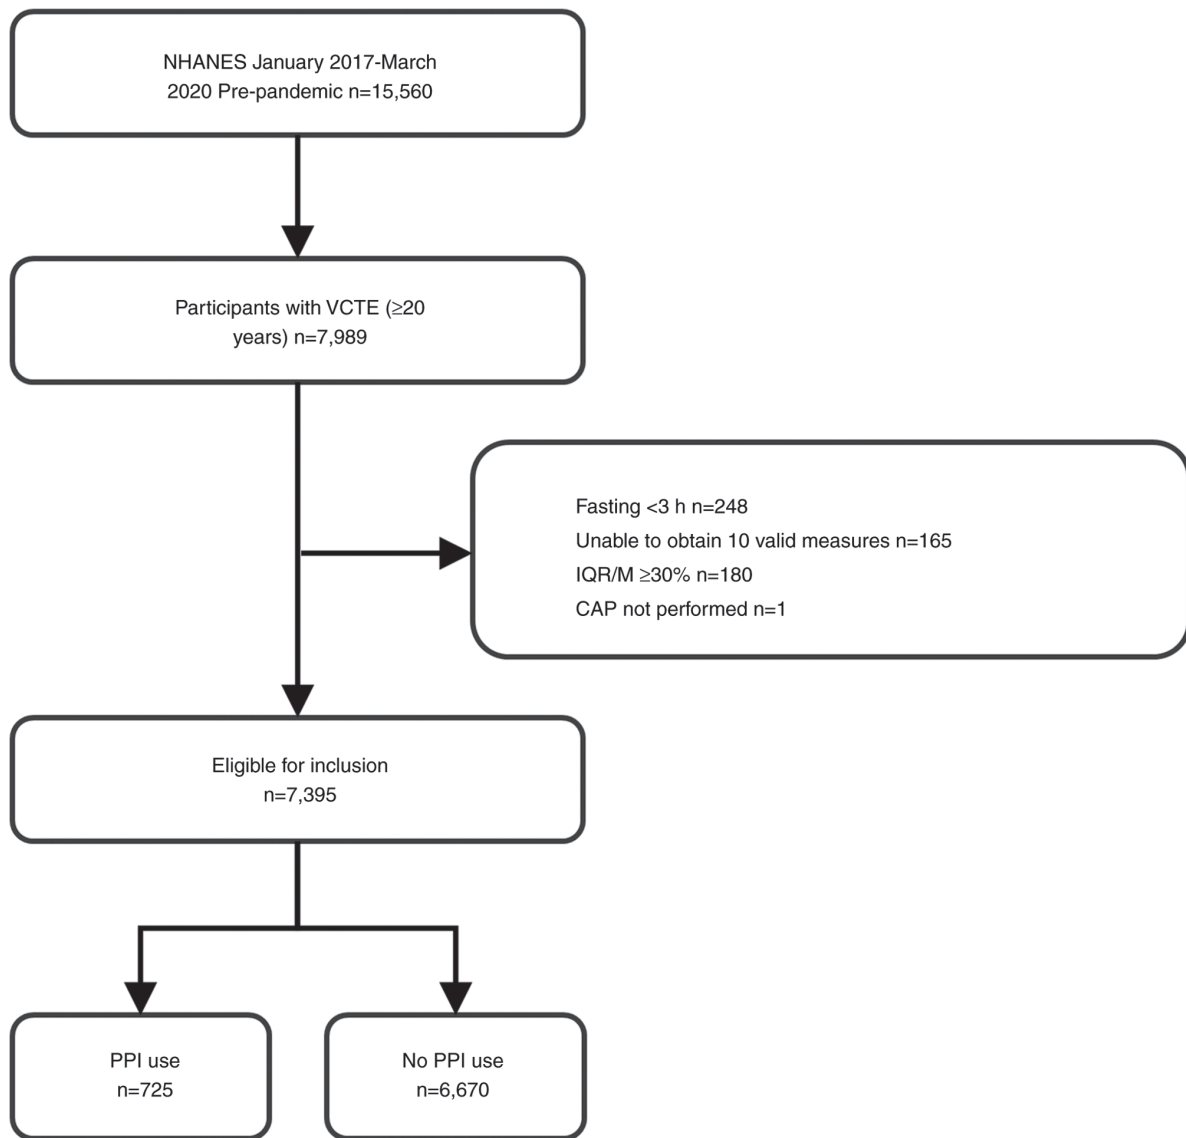 NHANES January 2017-March
2020 Pre-pandemic n=15,560
Participants with VCTE (≥20
years) n=7,989
Fasting <3 h n=248
Unable to obtain 10 valid measures n=165
IQR/M ≥30% n=180
CAP not performed n=1
Eligible for inclusion
n=7,395
PPI use
n=725
No PPI use
n=6,670